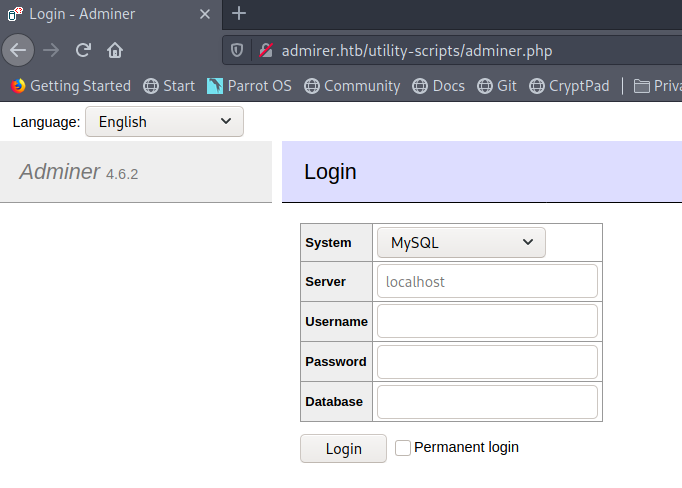 Login - Adminer
admirer.htb/utility-scripts/adminer.php
Getting Started Start Parrot OS Community Docs Git CryptPad Priva
Language: English
Adminer 4.6.2
Login
System MySQL
Server localhost
Username
Password
Database
Login Permanent login